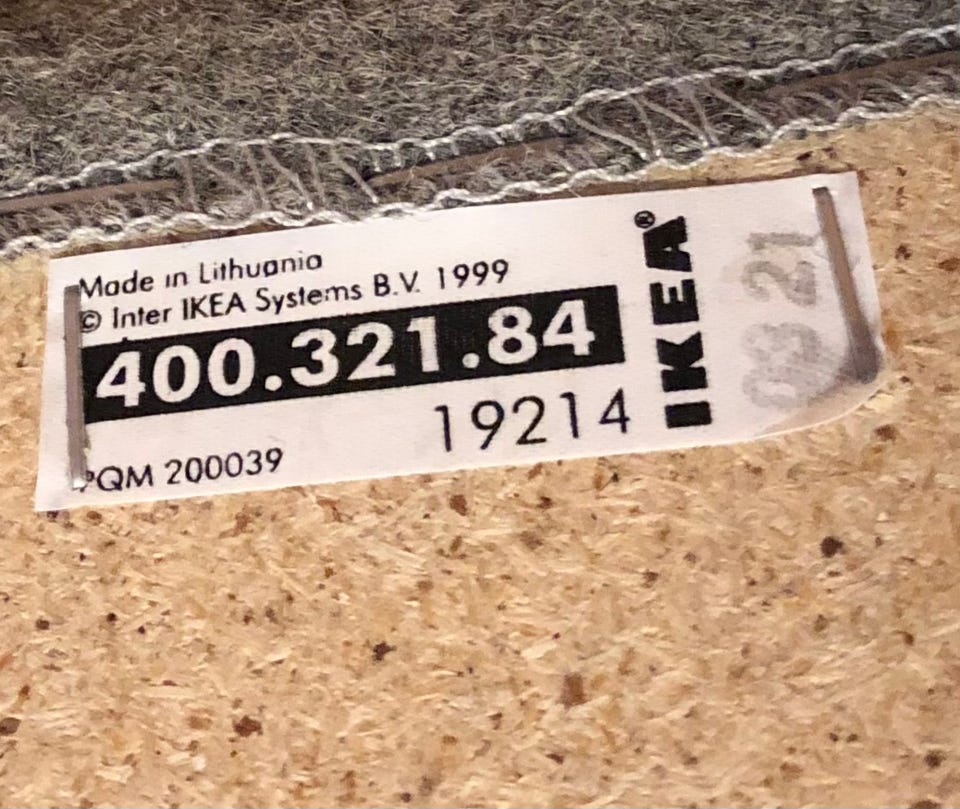 Made in Lithuania
© Inter IKEA Systems B.V. 1999
400.321.84
19214
PQM 200039
IKEA®
03 21